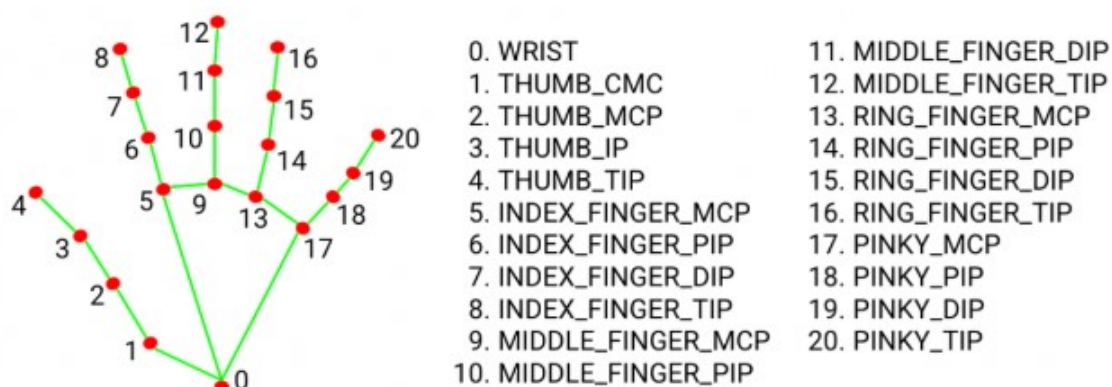 12
8
16
11
7
15
10
20
6
14
19
4
5
9
13
18
3
17
2
1
0
0. WRIST
1. THUMB_CMC
2. THUMB_MCP
3. THUMB_IP
4. THUMB_TIP
5. INDEX_FINGER_MCP
6. INDEX_FINGER_PIP
7. INDEX_FINGER_DIP
8. INDEX_FINGER_TIP
9. MIDDLE_FINGER_MCP
10. MIDDLE_FINGER_PIP
11. MIDDLE_FINGER_DIP
12. MIDDLE_FINGER_TIP
13. RING_FINGER_MCP
14. RING_FINGER_PIP
15. RING_FINGER_DIP
16. RING_FINGER_TIP
17. PINKY_MCP
18. PINKY_PIP
19. PINKY_DIP
20. PINKY_TIP